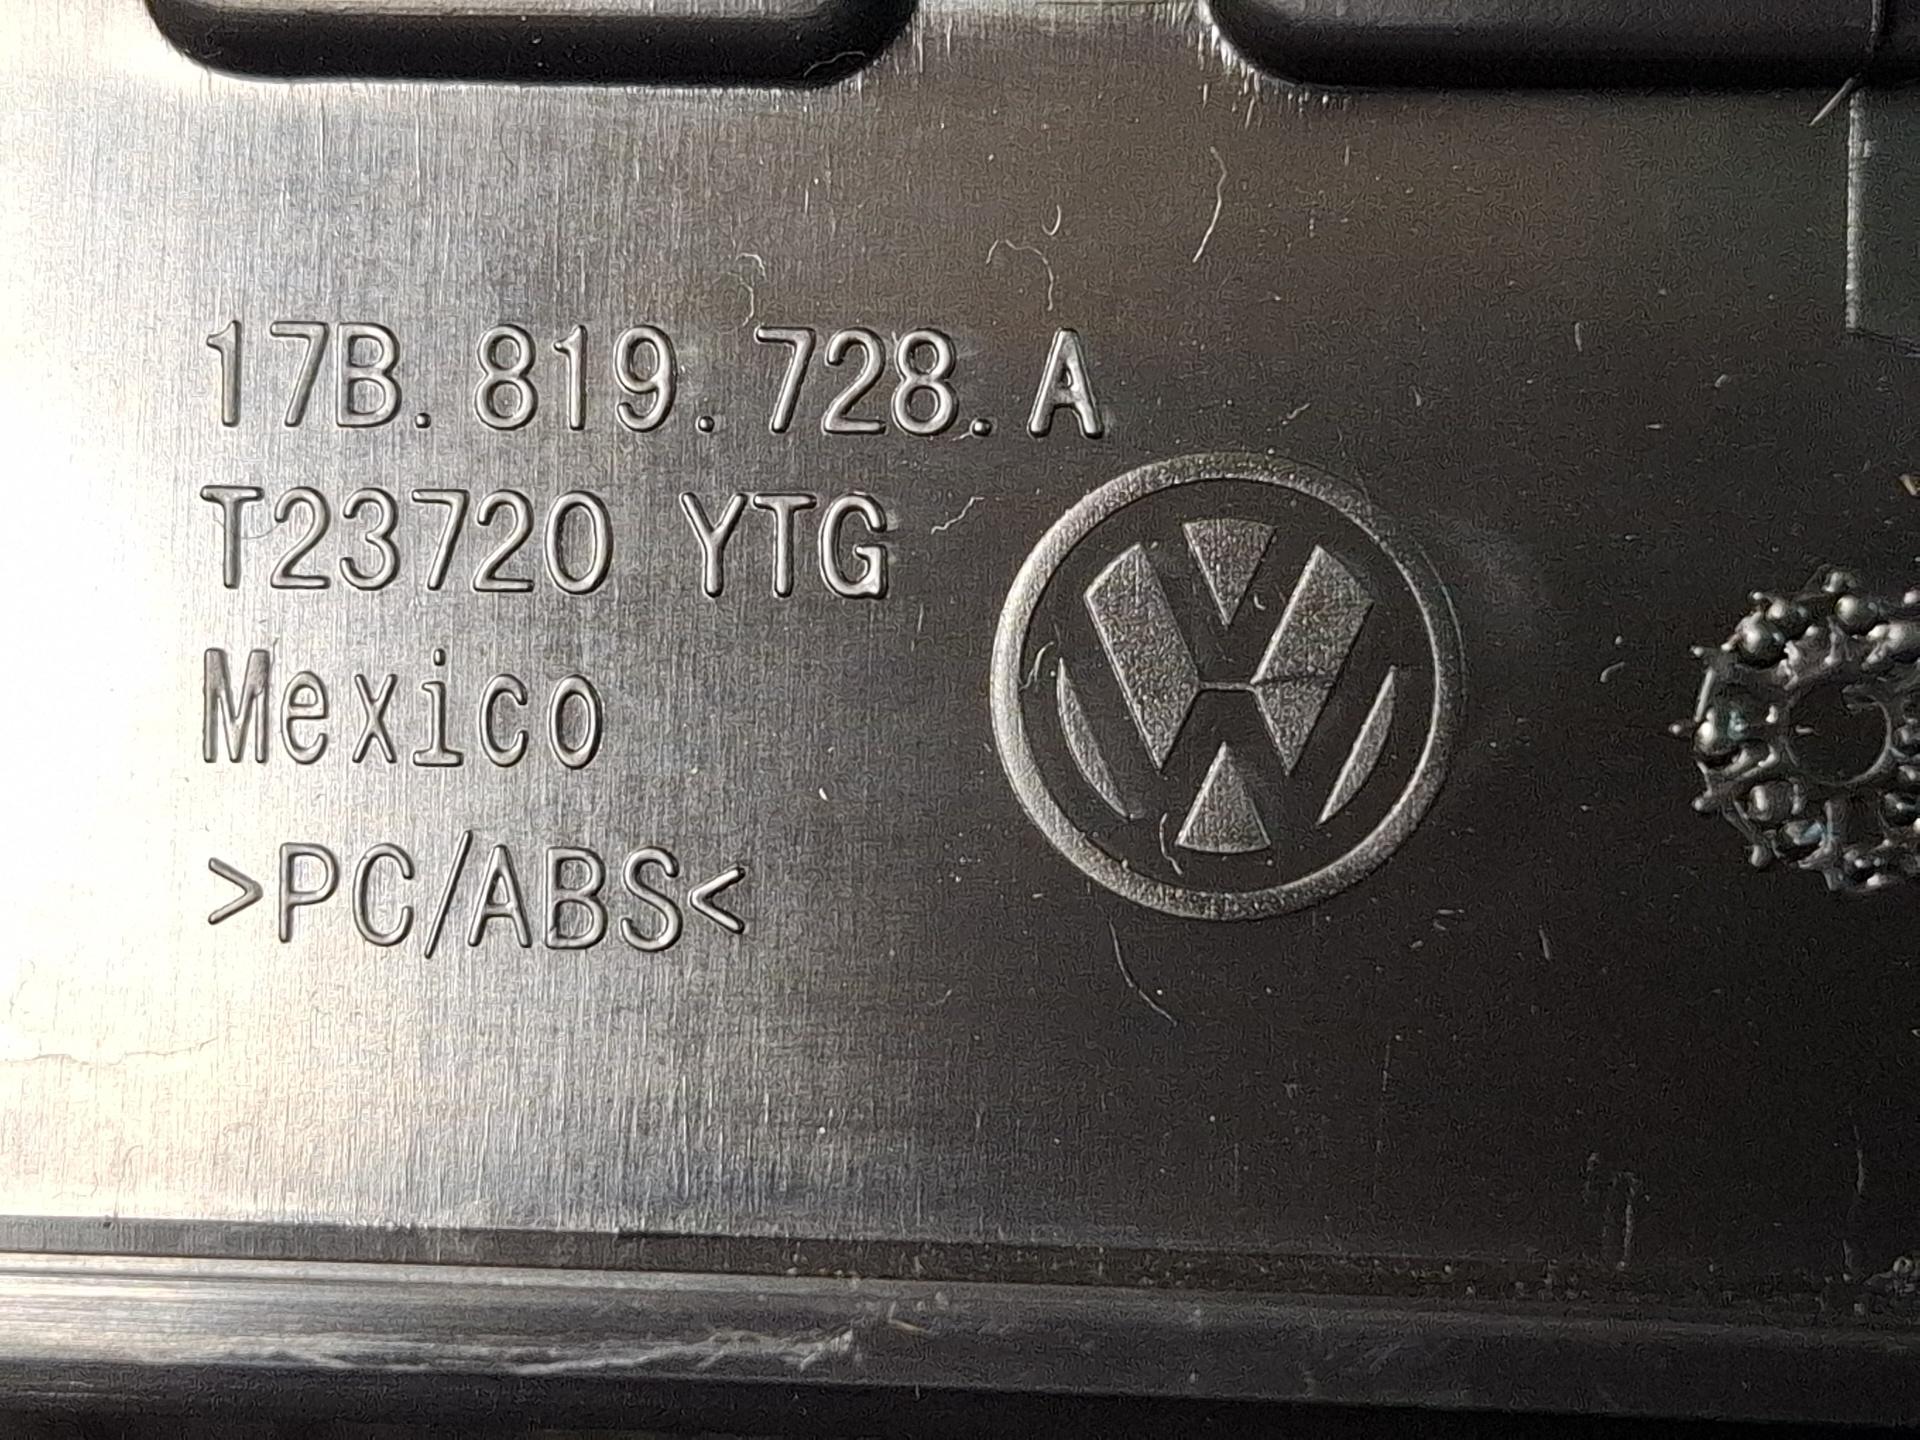 17B. 819. 728. A
T23720 YTG
Mexico
>PC/ABS<